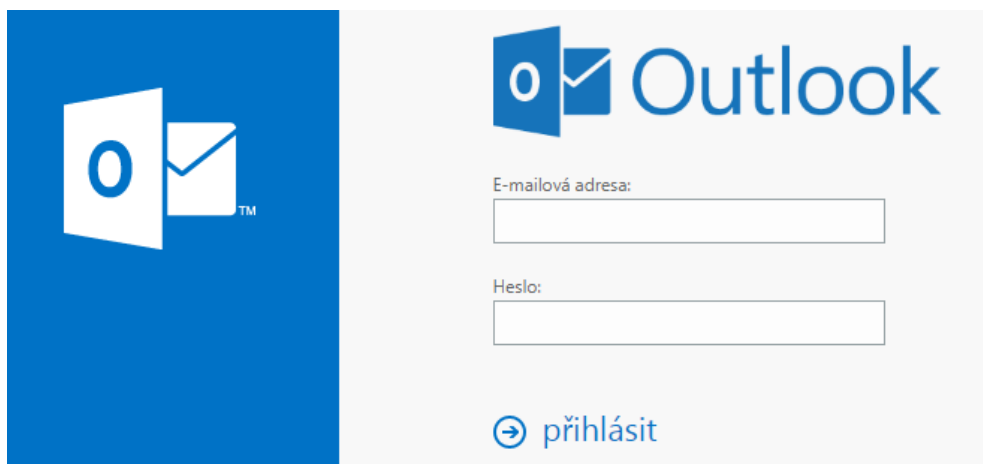 O
TM
O Outlook
E-mailová adresa:
Heslo:
přihlásit